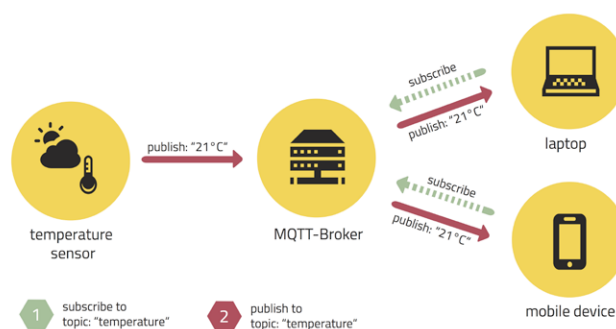 subscribe
publish: "21°C"
laptop
publish: "21°C"
temperature
sensor
MQTT-Broker
subscribe
publish: "21°C"
mobile device
1
subscribe to
topic: "temperature"
2
publish to
topic: "temperature"